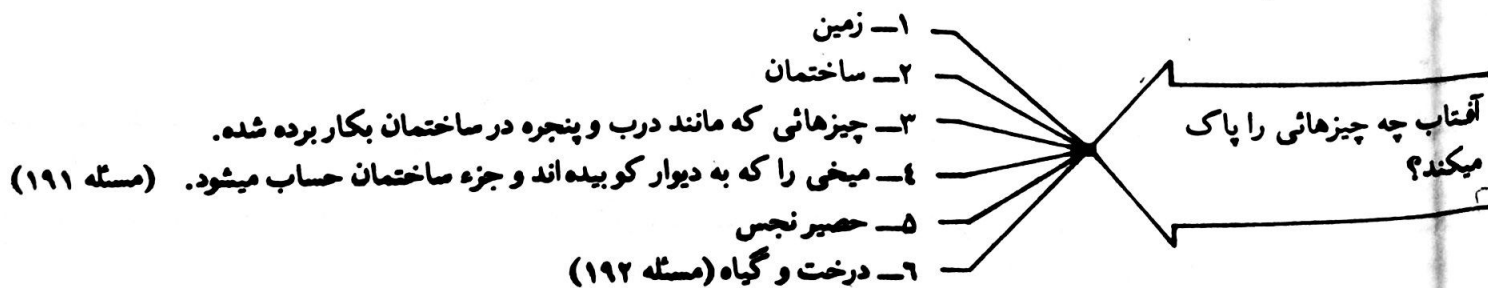 آفتاب چه چیزهائی را پاک
میکند؟
۱ــ زمین
۲ــ ساختمان
۳ــ چیزهائی که مانند درب و پنجره در ساختمان بکار برده شده.
٤ــ میخی را که به دیوار کوبیده‌اند و جزء ساختمان حساب میشود. (مسئله ۱۹۱)
۵ــ حصیر نجس
٦ــ درخت و گیاه (مسئله ۱۹۲)